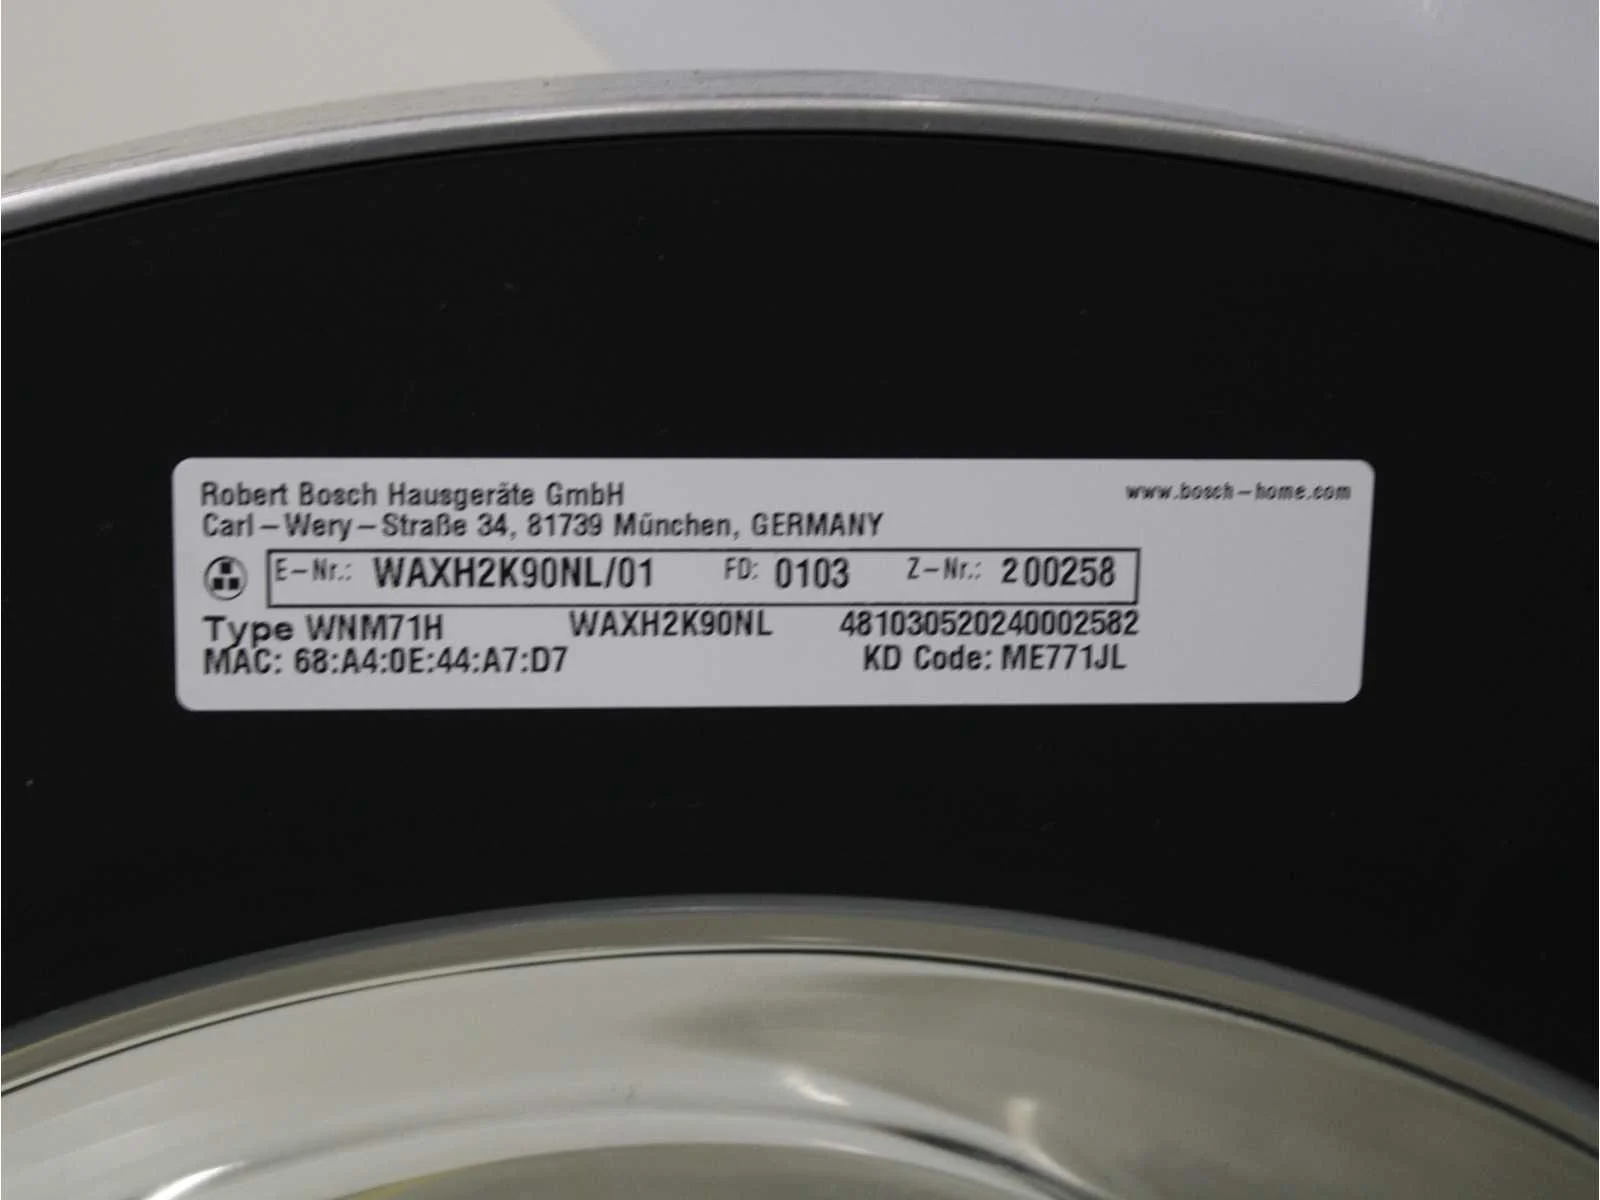 Robert Bosch Hausgeräte GmbH www.bosch-home.com
Carl-Wery-Straße 34, 81739 München, GERMANY
E-Nr.: WAXH2K90NL/01 FD: 0103 Z-Nr.: 200258
Type WNM71H WAXH2K90NL 481030520240002582
MAC: 68:A4:0E:44:A7:D7 KD Code: ME771JL